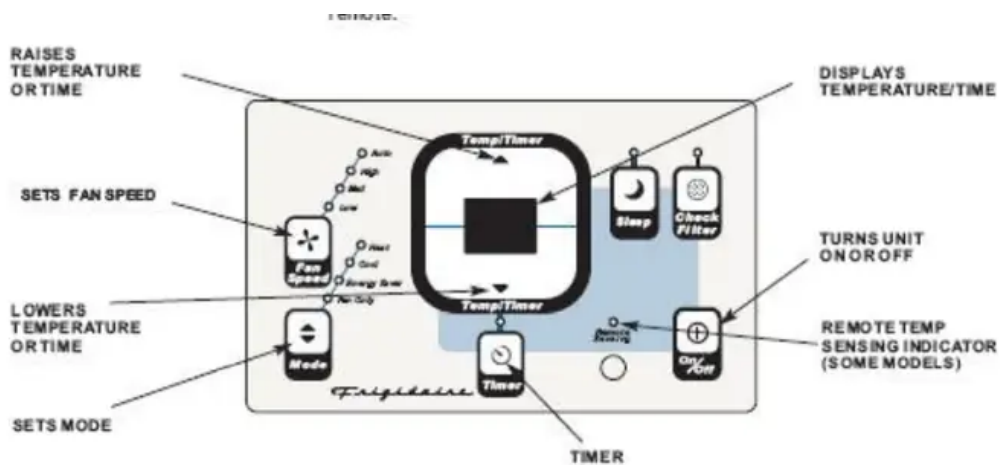 remote.
RAISES
TEMPERATURE
OR TIME
DISPLAYS
TEMPERATURE/TIME
Temp/Timer
Auto
High
Med
Low
SETS FAN SPEED
Fan
Speed
Sleep
Check
Filter
TURNS UNIT
ON OR OFF
Heat
Cool
Energy Saver
Fan Only
LOWERS
TEMPERATURE
OR TIME
Temp/Timer
Mode
Timer
Remote
Sensing
On/Off
REMOTE TEMP
SENSING INDICATOR
(SOME MODELS)
Frigidaire
SETS MODE
TIMER